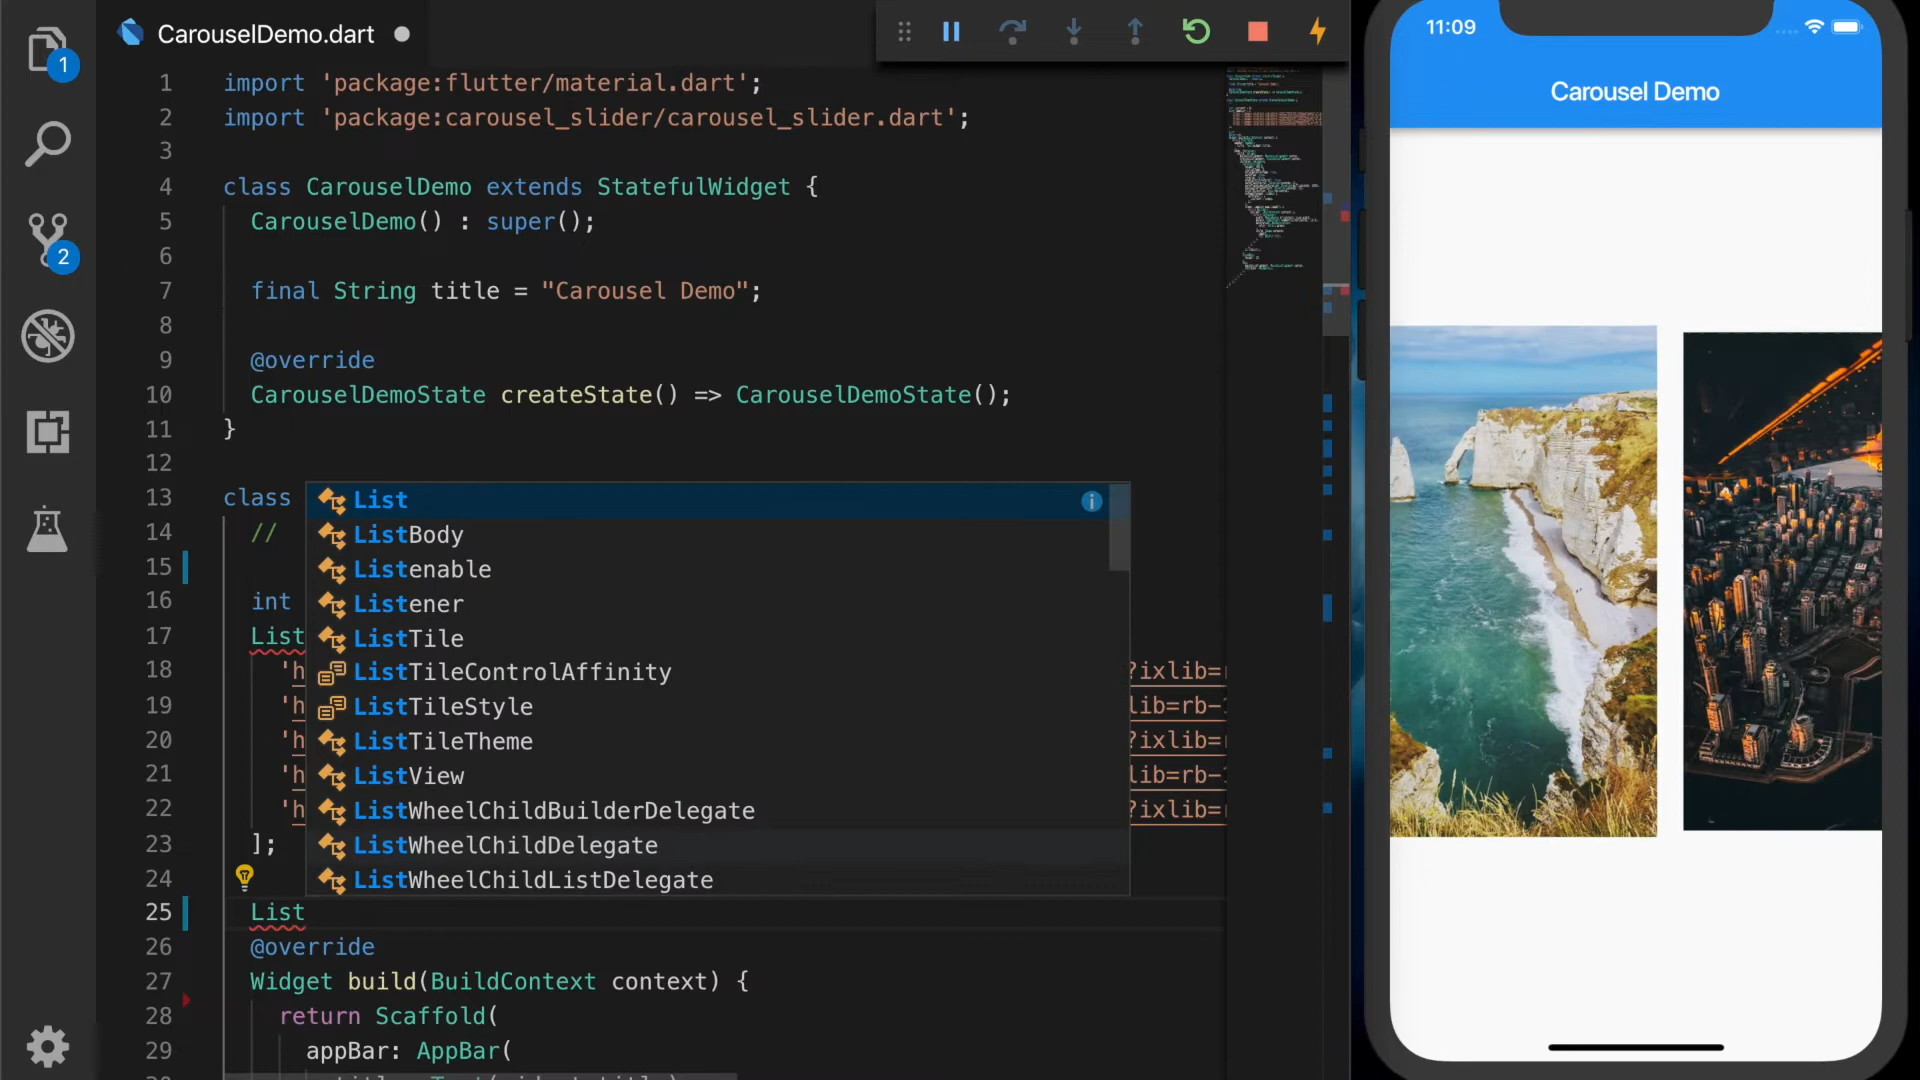 CarouselDemo.dart
1
2
1 import 'package:flutter/material.dart';
2 import 'package:carousel_slider/carousel_slider.dart';
3
4 class CarouselDemo extends StatefulWidget {
5 CarouselDemo() : super();
6
7 final String title = "Carousel Demo";
8
9 @override
10 CarouselDemoState createState() => CarouselDemoState();
11 }
12
13 class
14 //
15
16 int
17 List
18 'h ?ixlib=
19 'h lib=rb-
20 'h ?ixlib=
21 'h lib=rb-
22 'h ?ixlib=
23 ];
24
25 List
26 @override
27 Widget build(BuildContext context) {
28 return Scaffold(
29 appBar: AppBar(
List
ListBody
Listenable
Listener
ListTile
ListTileControlAffinity
ListTileStyle
ListTileTheme
ListView
ListWheelChildBuilderDelegate
ListWheelChildDelegate
ListWheelChildListDelegate
11:09
Carousel Demo